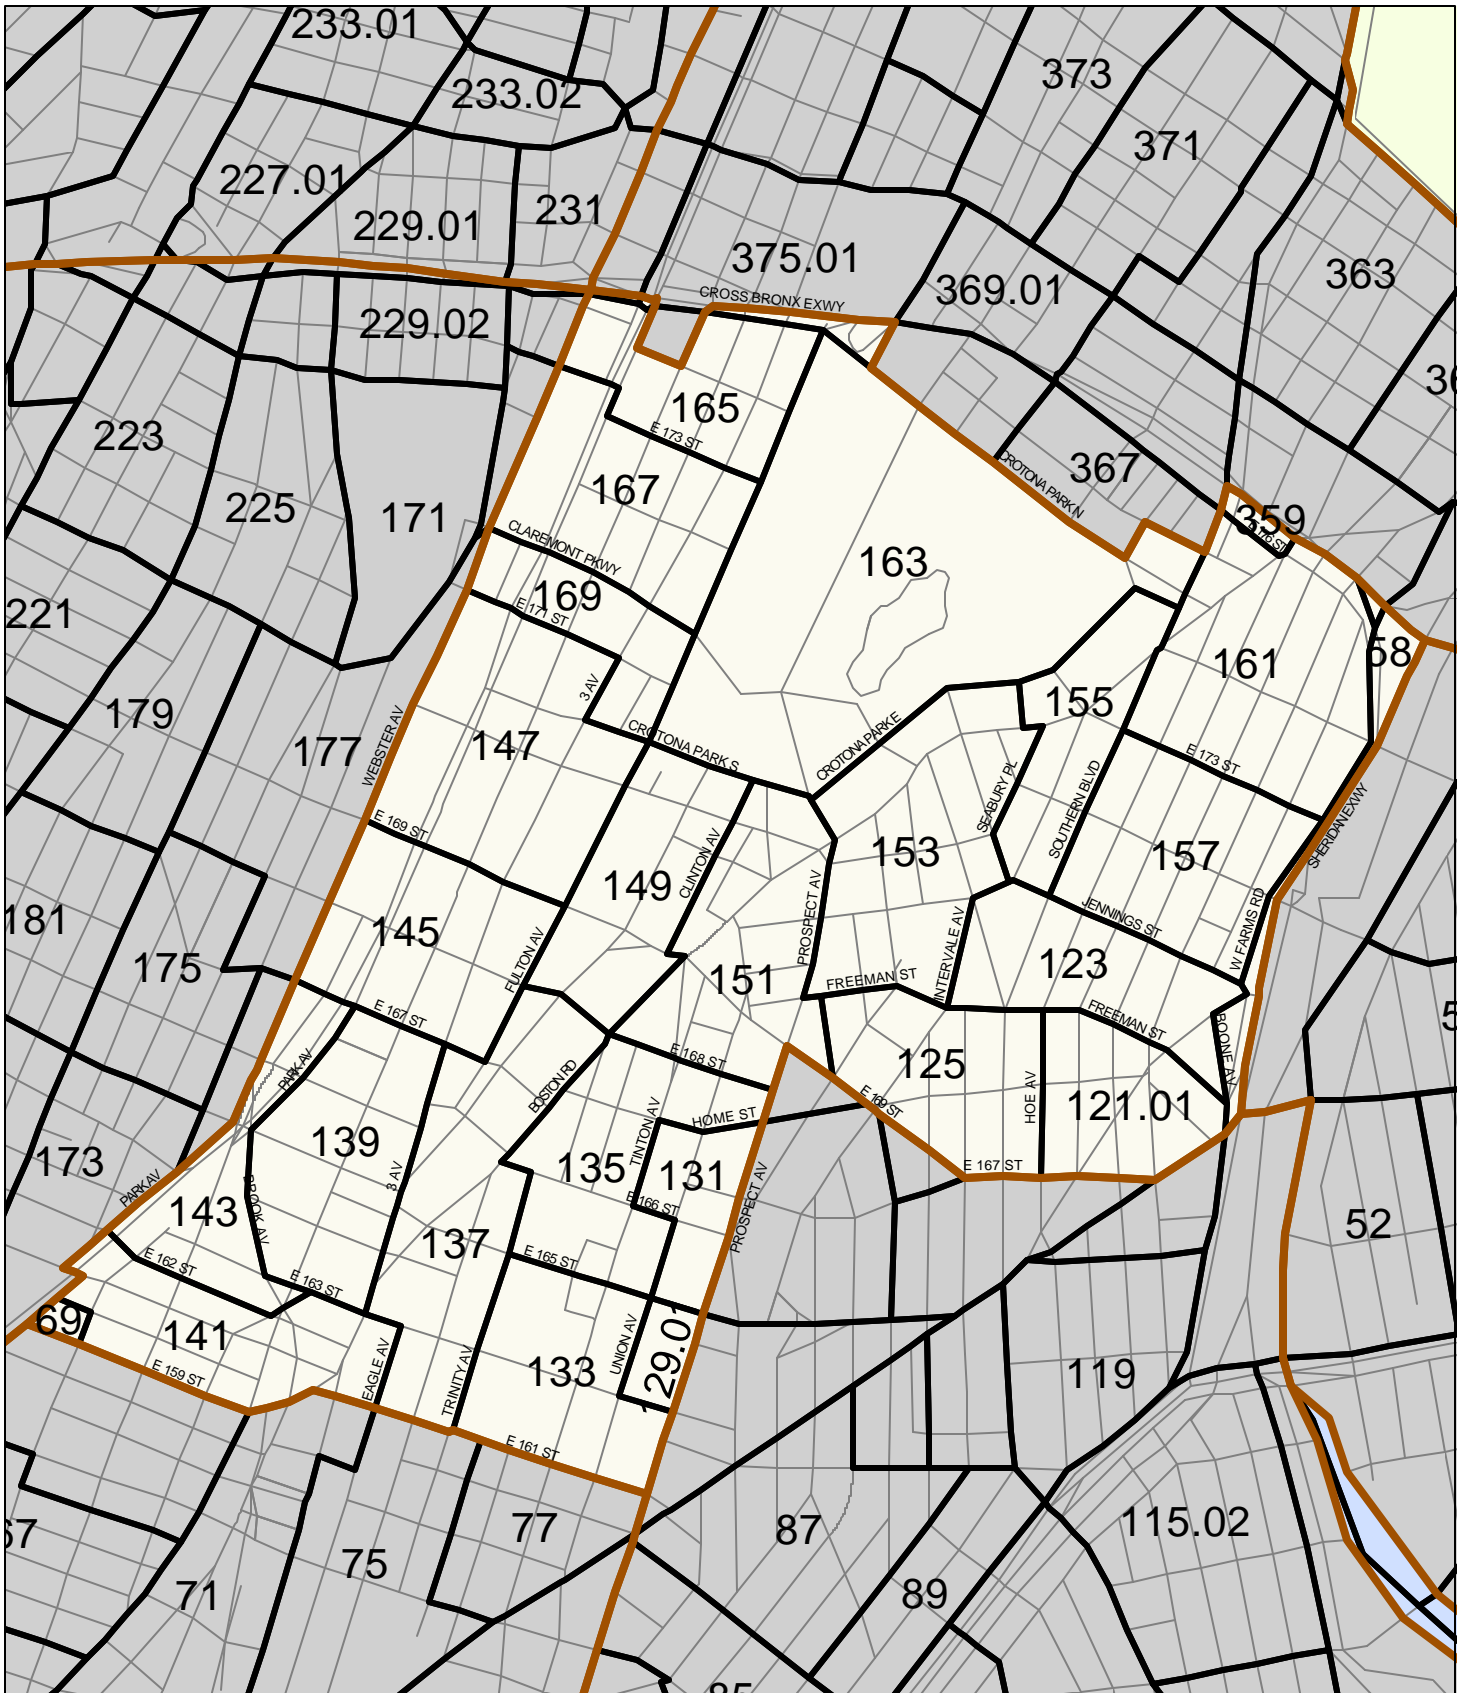 233.01
373
233.02
371
227.01
231
229.01
375.01
363
369.01
CROSS BRONX EXWY
229.02
165
E 173 ST
223
367
CROTONA PARK N
167
225
171
359
E 176 ST
CLAREMONT PKWY
163
169
E 171 ST
221
58
161
3 AV
155
179
WEBSTER AV
177
147
CROTONA PARK S
CROTONA PARK E
E 173 ST
SEABURY PL
SOUTHERN BLVD
SHERIDAN EXWY
E 169 ST
153
157
CLINTON AV
149
PROSPECT AV
JENNINGS ST
W FARMS RD
181
145
175
FULTON AV
151
INTERVALE AV
123
FREEMAN ST
E 167 ST
FREEMAN ST
BOONE AV
E 168 ST
125
PARK AV
BOSTON RD
HOE AV
121.01
E 169 ST
TINTON AV
HOME ST
139
173
135
131
3 AV
E 167 ST
PARK AV
BROOK AV
143
E 166 ST
PROSPECT AV
52
137
E 165 ST
E 162 ST
E 163 ST
69
141
UNION AV
29.01
EAGLE AV
TRINITY AV
133
119
E 159 ST
E 161 ST
115.02
77
87
75
71
89